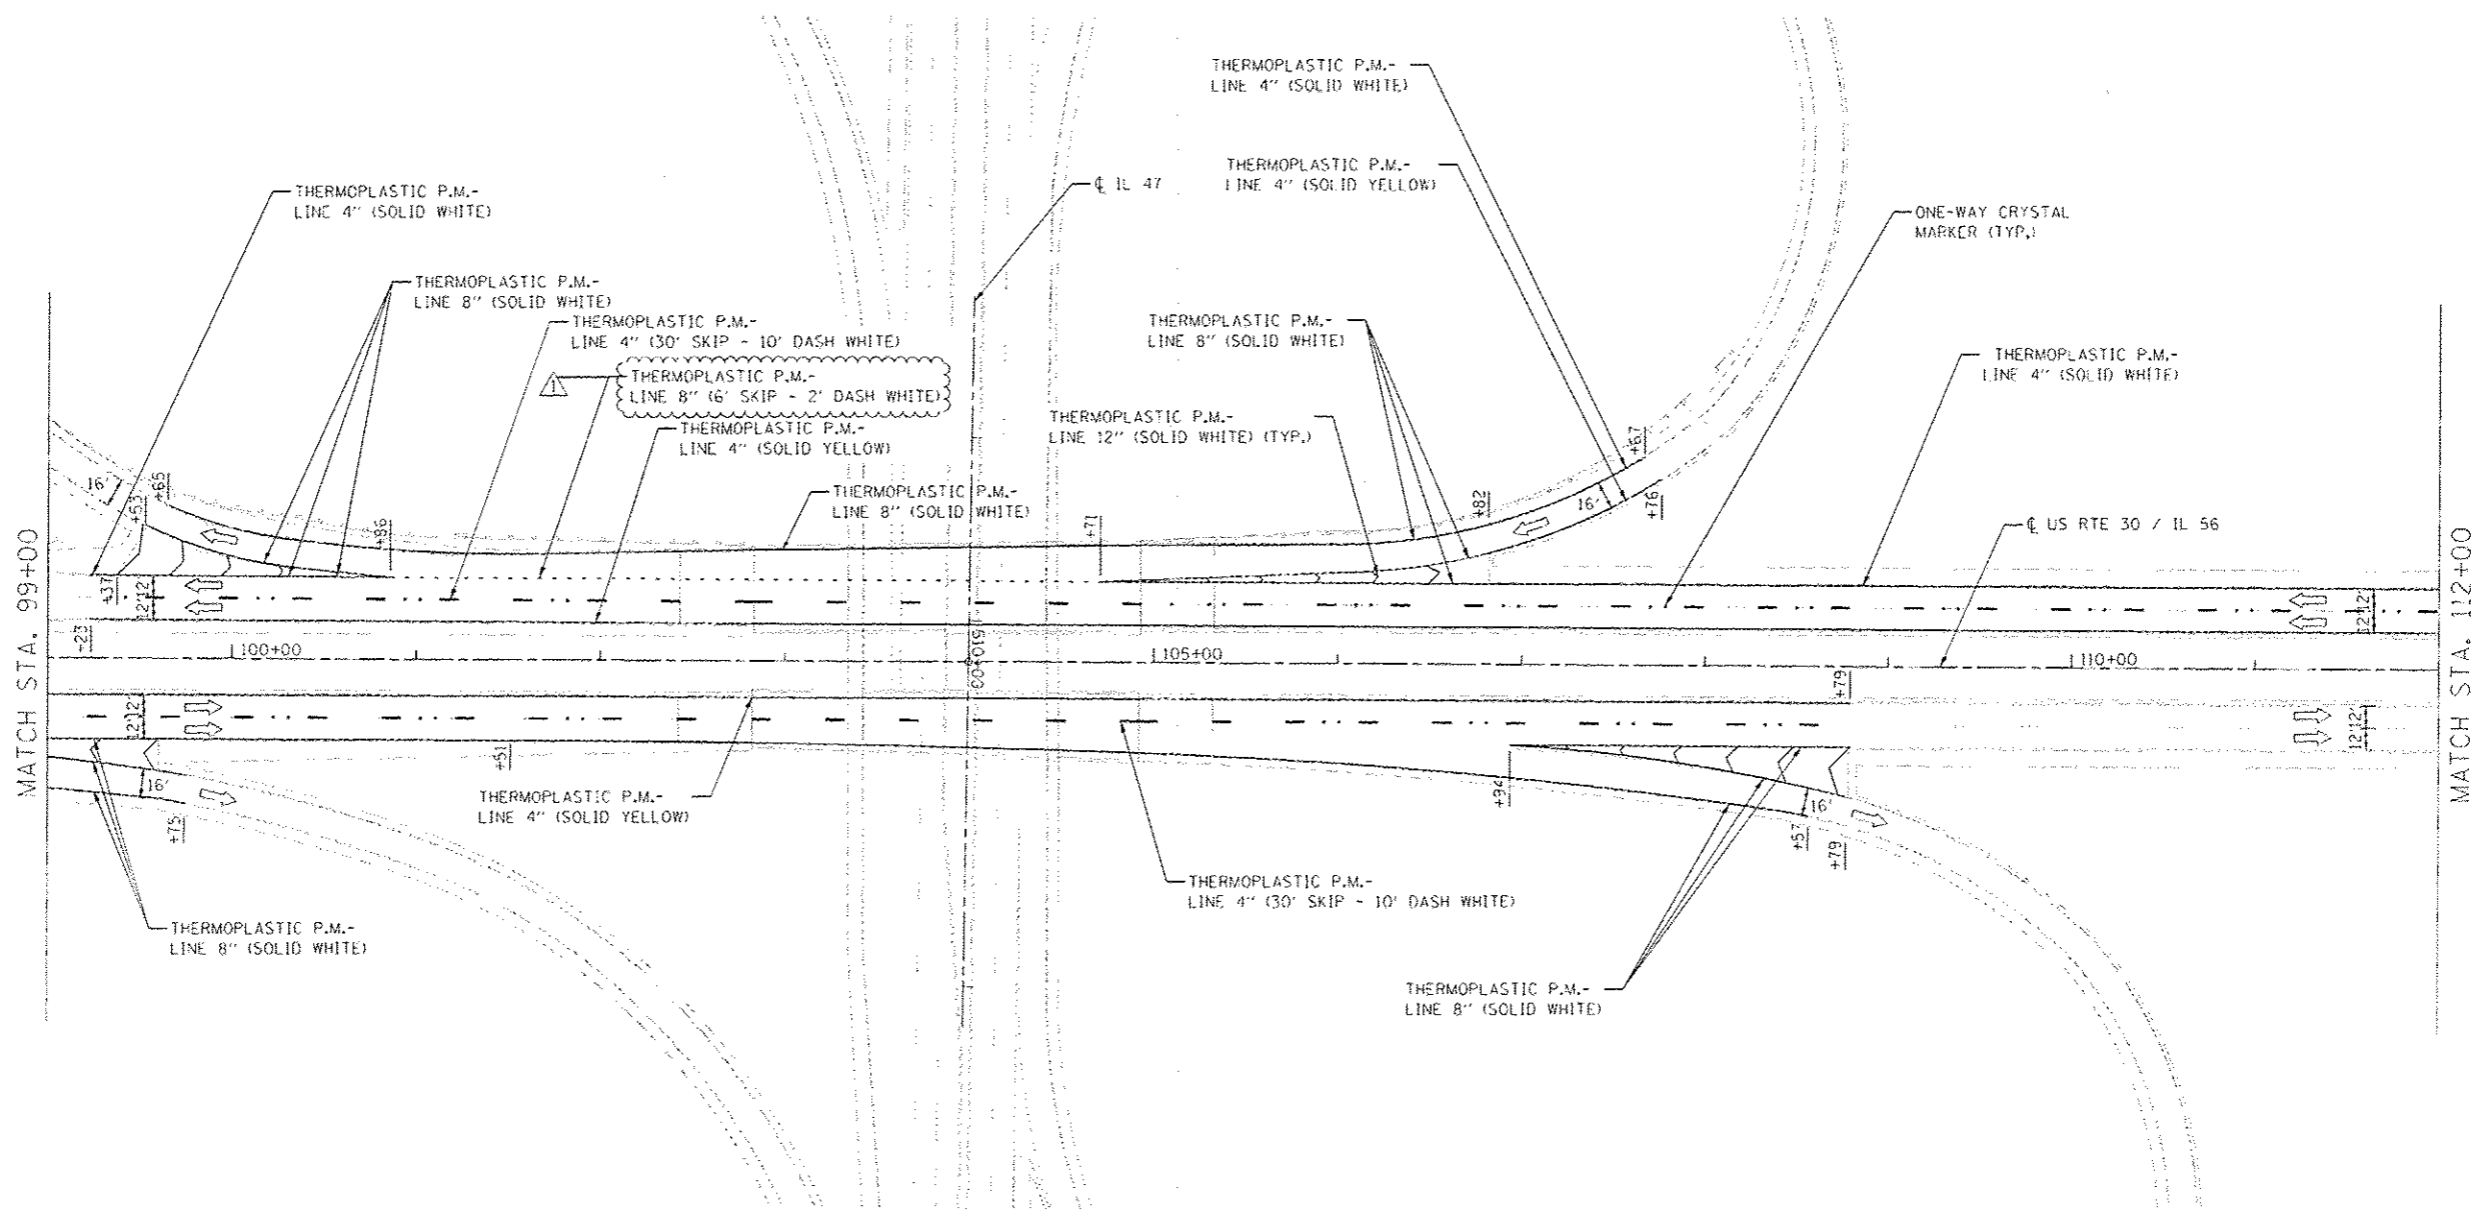 THERMOPLASTIC P.M.-
LINE 4" (SOLID WHITE)
THERMOPLASTIC P.M.-
LINE 4" (SOLID YELLOW)
℄ IL 47
THERMOPLASTIC P.M.-
LINE 4" (SOLID WHITE)
ONE-WAY CRYSTAL
MARKER (TYP.)
THERMOPLASTIC P.M.-
LINE 8" (SOLID WHITE)
THERMOPLASTIC P.M.-
LINE 4" (30' SKIP - 10' DASH WHITE)
1
THERMOPLASTIC P.M.-
LINE 8" (6' SKIP - 2' DASH WHITE)
THERMOPLASTIC P.M.-
LINE 4" (SOLID YELLOW)
THERMOPLASTIC P.M.-
LINE 8" (SOLID WHITE)
THERMOPLASTIC P.M.-
LINE 8" (SOLID WHITE)
THERMOPLASTIC P.M.-
LINE 12" (SOLID WHITE) (TYP.)
THERMOPLASTIC P.M.-
LINE 4" (SOLID WHITE)
℄ US RTE 30 / IL 56
16'
+53
+65
+86
+71
+82
16'
+67
+76
+37
12'
12'
+23
12'
12'
MATCH STA. 99+00
MATCH STA. 112+00
100+00
105+00
110+00
+79
12'
12'
12'
12'
16'
+75
+51
+94
16'
+57
+79
THERMOPLASTIC P.M.-
LINE 4" (SOLID YELLOW)
THERMOPLASTIC P.M.-
LINE 4" (30' SKIP - 10' DASH WHITE)
THERMOPLASTIC P.M.-
LINE 8" (SOLID WHITE)
THERMOPLASTIC P.M.-
LINE 8" (SOLID WHITE)